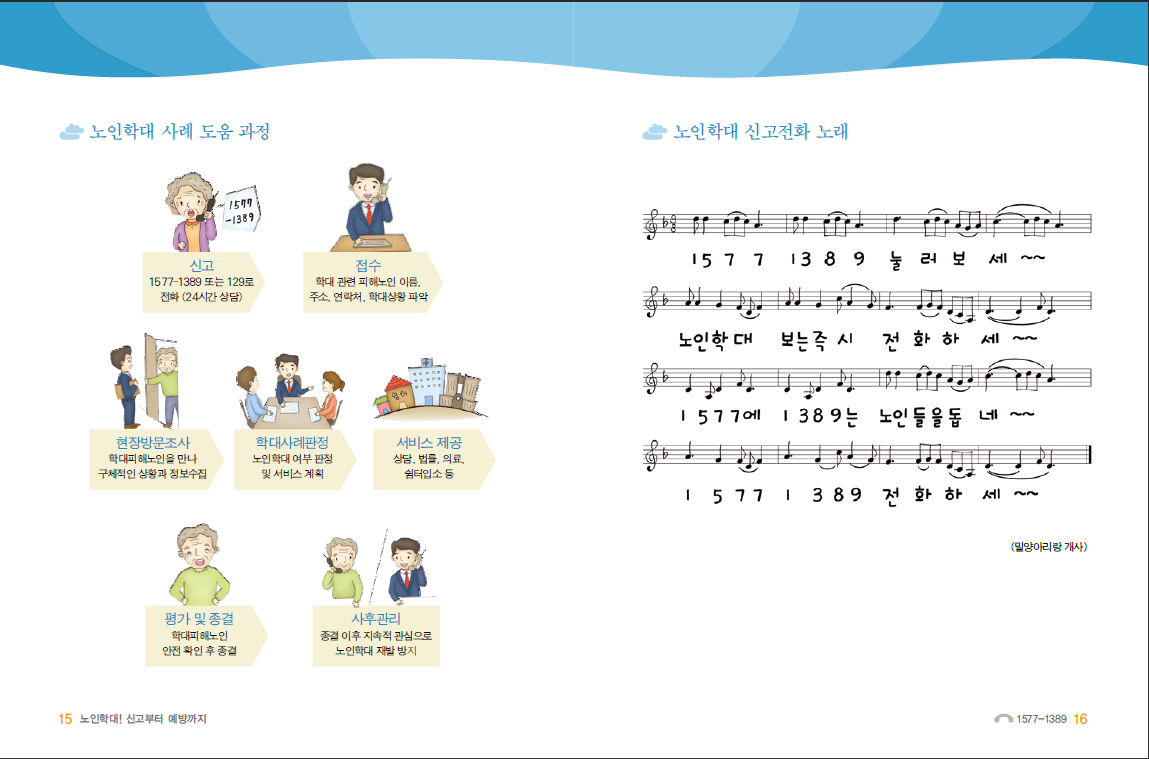 노인학대 사례 도움 과정
1577
-1389
신고
1577-1389 또는 129로
전화 (24시간 상담)
접수
학대 관련 피해노인 이름,
주소, 연락처, 학대상황 파악
현장방문조사
학대피해노인을 만나
구체적인 상황과 정보수집
학대사례판정
노인학대 여부 판정
및 서비스 계획
쉼터
서비스 제공
상담, 법률, 의료,
쉼터입소 등
평가 및 종결
학대피해노인
안전 확인 후 종결
사후관리
종결 이후 지속적 관심으로
노인학대 재발 방지
15 노인학대! 신고부터 예방까지
노인학대 신고전화 노래
1 5 7 7 1 3 8 9 눌 러 보 세 ~~
노인학 대 보는즉 시 전 화 하 세 ~~
1 5 7 7에 1 3 8 9는 노인 들을돕 네 ~~
1 5 7 7 1 3 8 9 전 화 하 세 ~~
(밀양아리랑 개사)
1577-1389 16